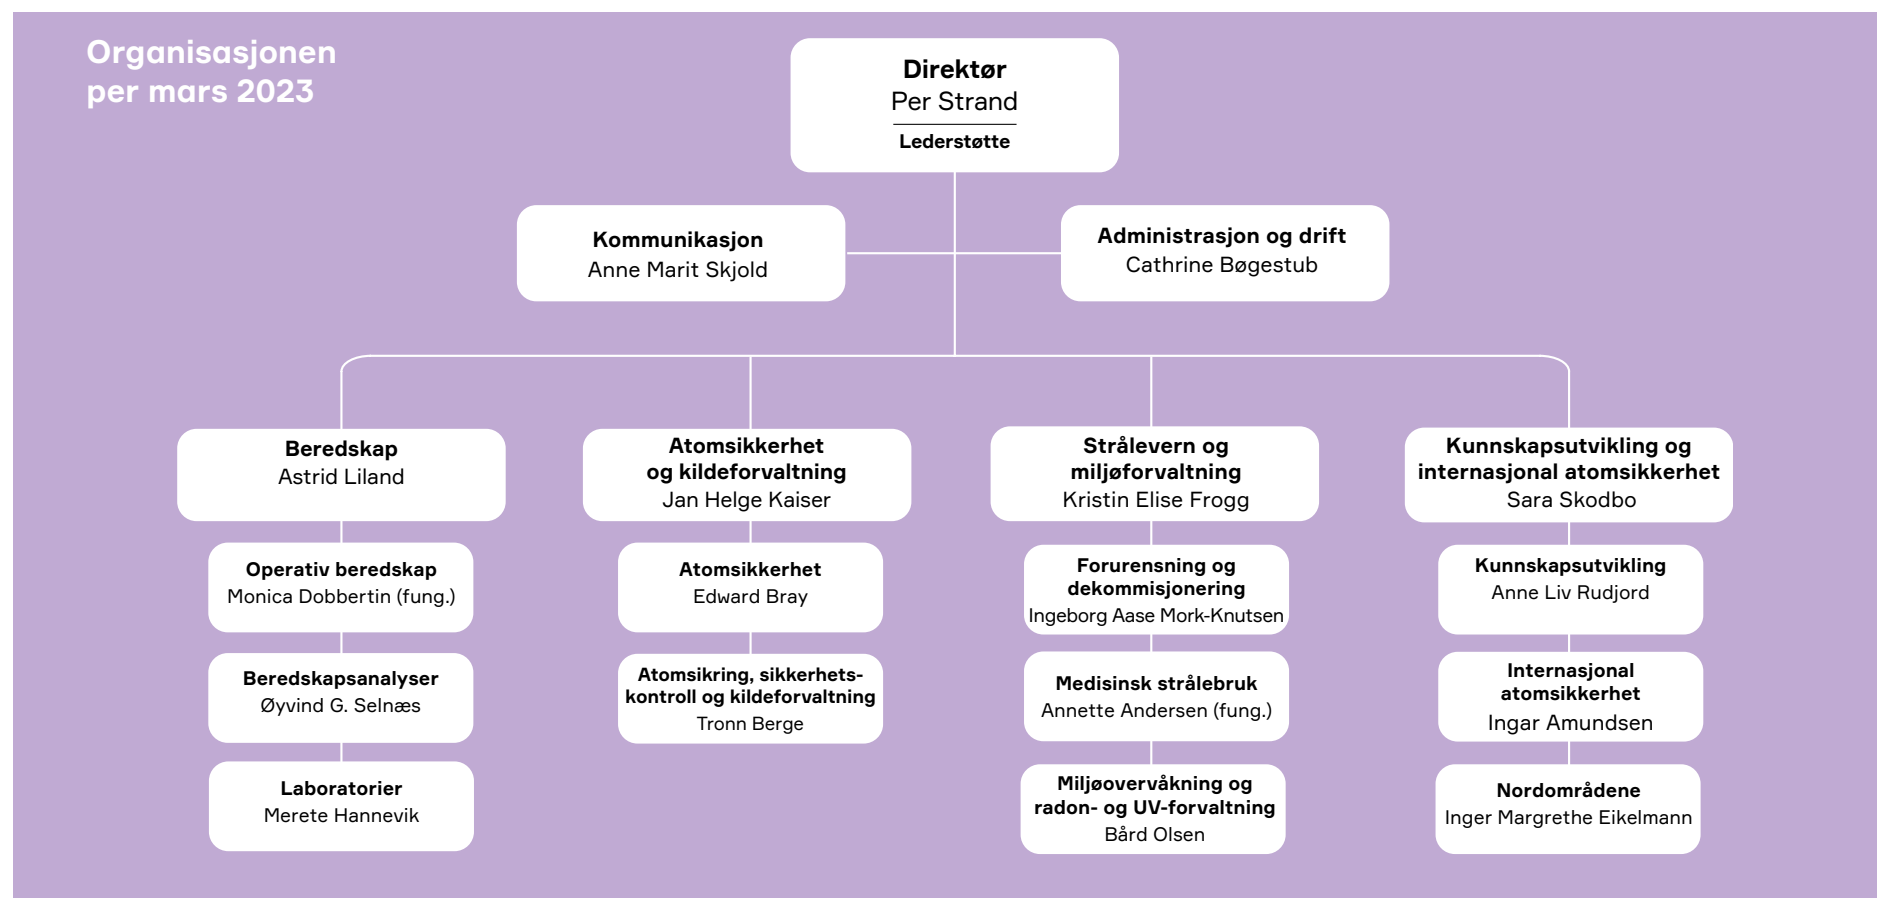 Organisasjonen
per mars 2023
Direktør
Per Strand
Lederstøtte
Kommunikasjon
Anne Marit Skjold
Administrasjon og drift
Cathrine Bøgestub
Beredskap
Astrid Liland
Operativ beredskap
Monica Dobbertin (fung.)
Beredskapsanalyser
Øyvind G. Selnæs
Laboratorier
Merete Hannevik
Atomsikkerhet
og kildeforvaltning
Jan Helge Kaiser
Atomsikkerhet
Edward Bray
Atomsikring, sikkerhets-
kontroll og kildeforvaltning
Tronn Berge
Strålevern og
miljøforvaltning
Kristin Elise Frogg
Forurensning og
dekommisjonering
Ingeborg Aase Mork-Knutsen
Medisinsk strålebruk
Annette Andersen (fung.)
Miljøovervåkning og
radon- og UV-forvaltning
Bård Olsen
Kunnskapsutvikling og
internasjonal atomsikkerhet
Sara Skodbo
Kunnskapsutvikling
Anne Liv Rudjord
Internasjonal
atomsikkerhet
Ingar Amundsen
Nordområdene
Inger Margrethe Eikelmann